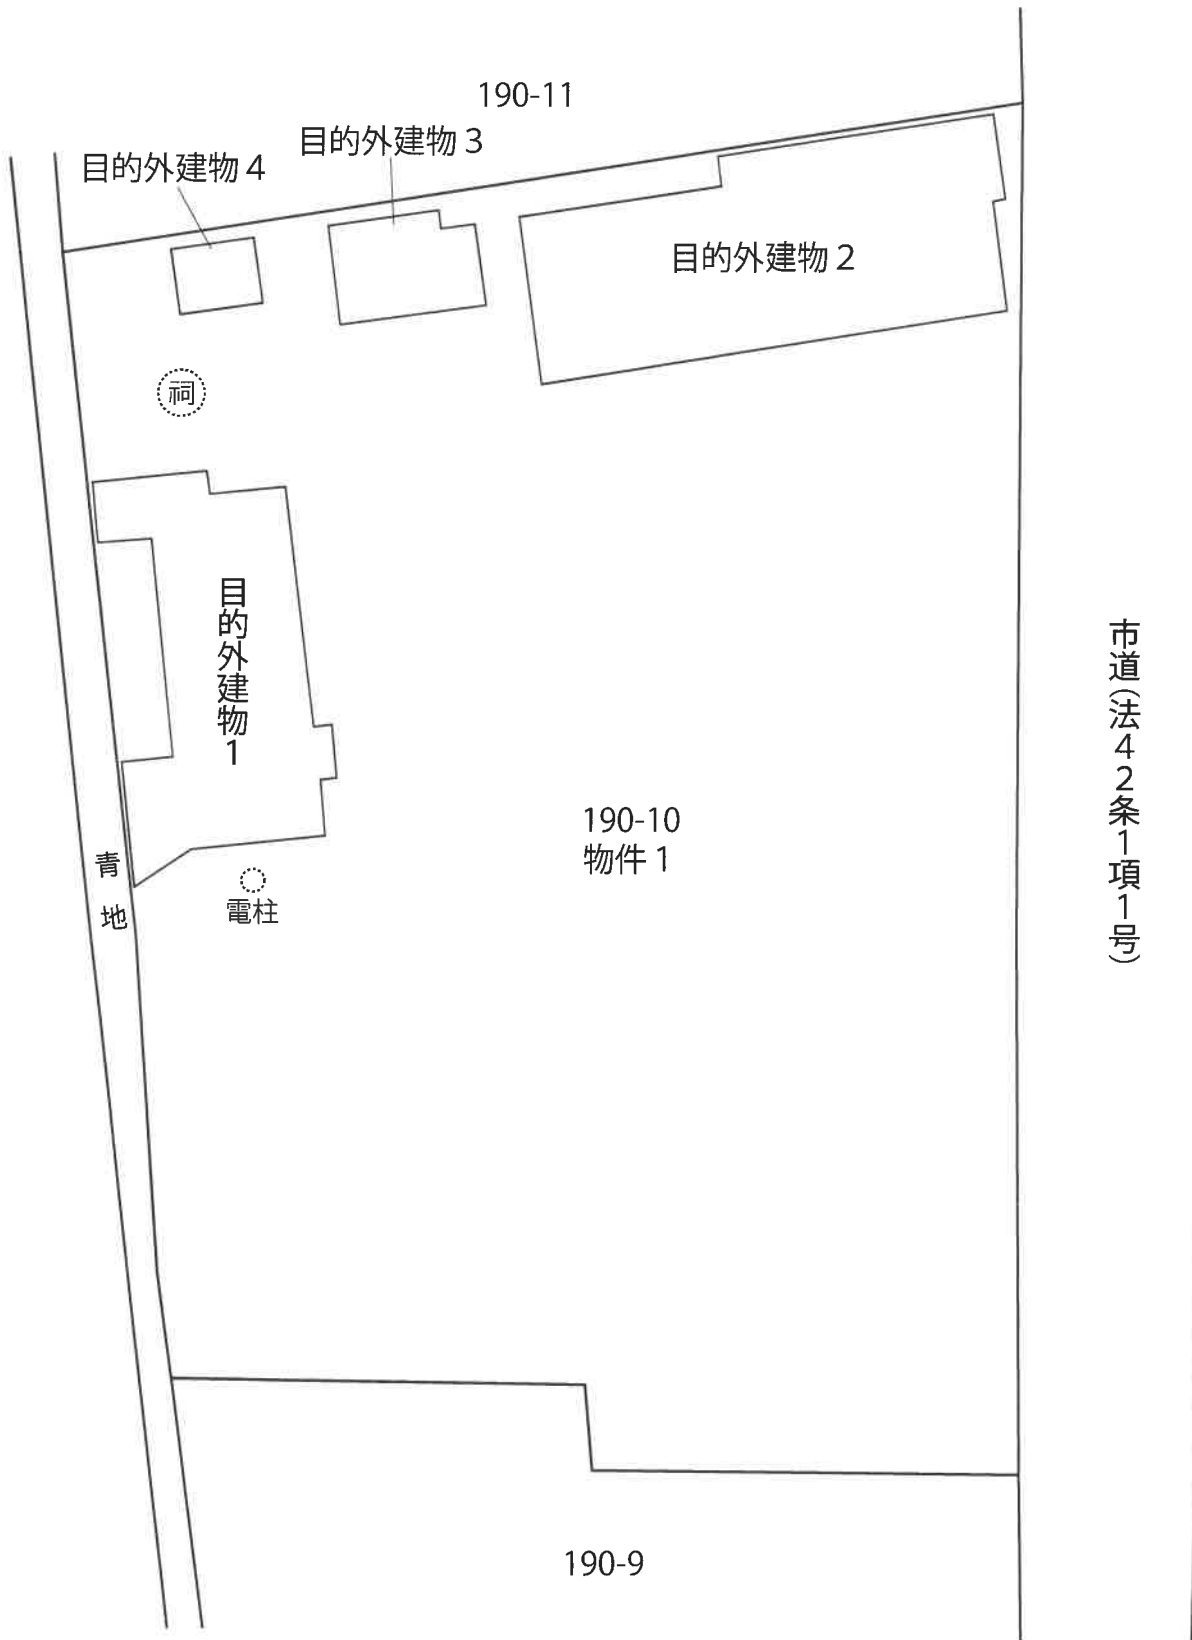 190-11
目的外建物3
目的外建物4
目的外建物2
祠
目的外建物1
市道(法42条1項1号)
190-10
物件1
青地
電柱
190-9